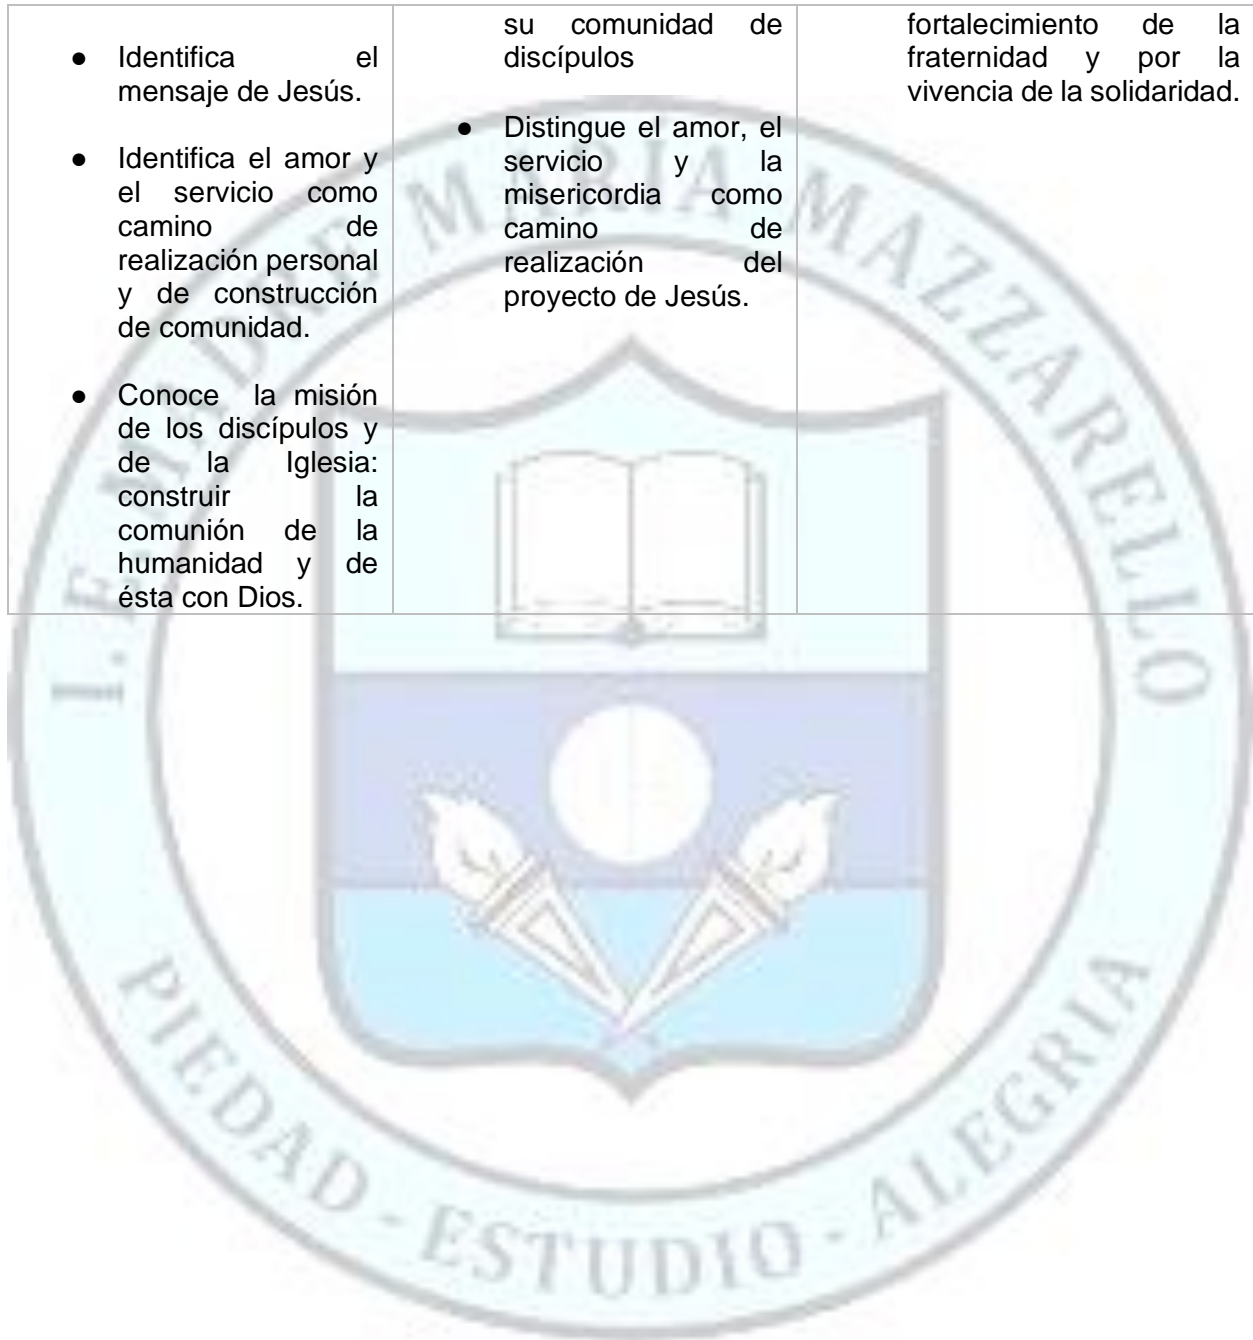 ● Identifica el
mensaje de Jesús.
● Identifica el amor y
el servicio como
camino de
realización personal
y de construcción
de comunidad.
● Conoce la misión
de los discípulos y
de la Iglesia:
construir la
comunión de la
humanidad y de
ésta con Dios.
su comunidad de
discípulos
● Distingue el amor, el
servicio y la
misericordia como
camino de
realización del
proyecto de Jesús.
fortalecimiento de la
fraternidad y por la
vivencia de la solidaridad.
I. E. MADRE MARIA MAZZARELLO
PIEDAD - ESTUDIO - ALEGRIA